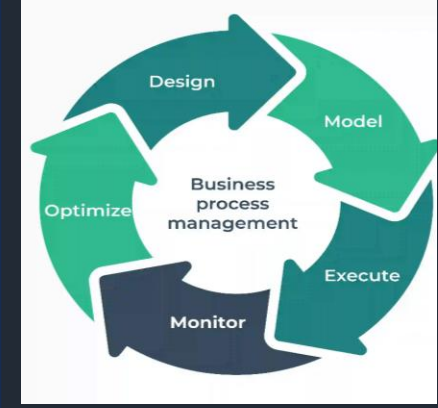 Design
Model
Business
process
management
Optimize
Execute
Monitor